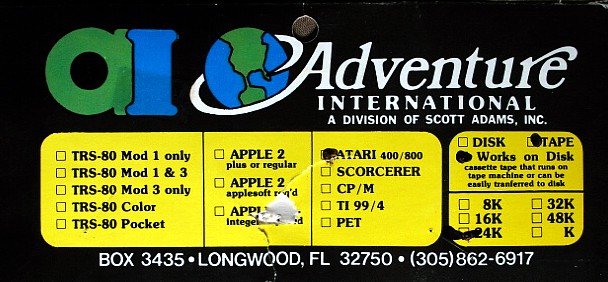 aI Adventure
INTERNATIONAL
A DIVISION OF SCOTT ADAMS, INC.
TRS-80 Mod 1 only
TRS-80 Mod 1 & 3
TRS-80 Mod 3 only
TRS-80 Color
TRS-80 Pocket
APPLE 2
plus or regular
APPLE 2
applesoft req'd
ATARI 400/800
SCORCERER
CP/M
TI 99/4
PET
DISK TAPE
Works on Disk
cassette tape that runs on
tape machine or can be
easily tranferred to disk
8K 32K
16K 48K
24K K
BOX 3435 • LONGWOOD, FL 32750 • (305) 862-6917